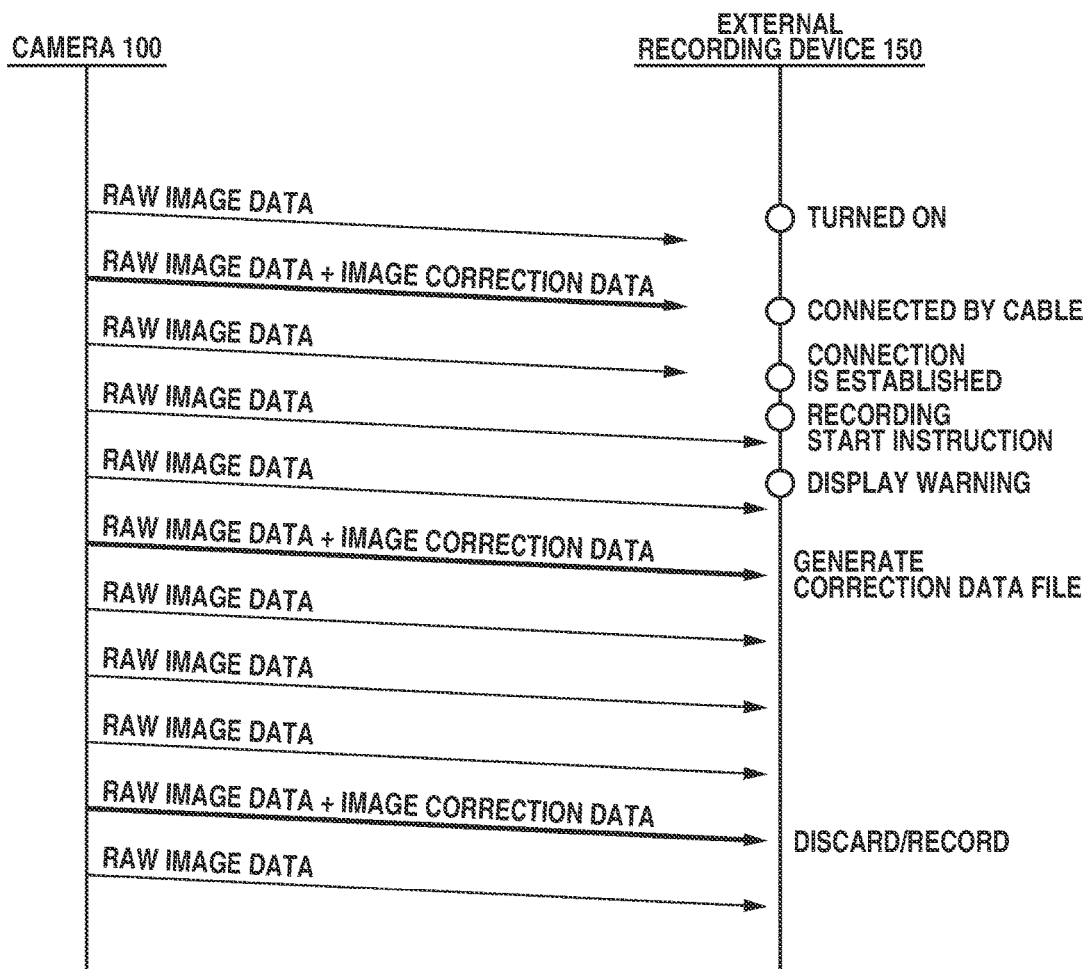 CAMERA 100
EXTERNAL
RECORDING DEVICE 150
RAW IMAGE DATA
TURNED ON
RAW IMAGE DATA + IMAGE CORRECTION DATA
CONNECTED BY CABLE
RAW IMAGE DATA
CONNECTION
IS ESTABLISHED
RAW IMAGE DATA
RECORDING
START INSTRUCTION
RAW IMAGE DATA
DISPLAY WARNING
RAW IMAGE DATA + IMAGE CORRECTION DATA
GENERATE
CORRECTION DATA FILE
RAW IMAGE DATA
RAW IMAGE DATA
RAW IMAGE DATA
RAW IMAGE DATA + IMAGE CORRECTION DATA
DISCARD/RECORD
RAW IMAGE DATA